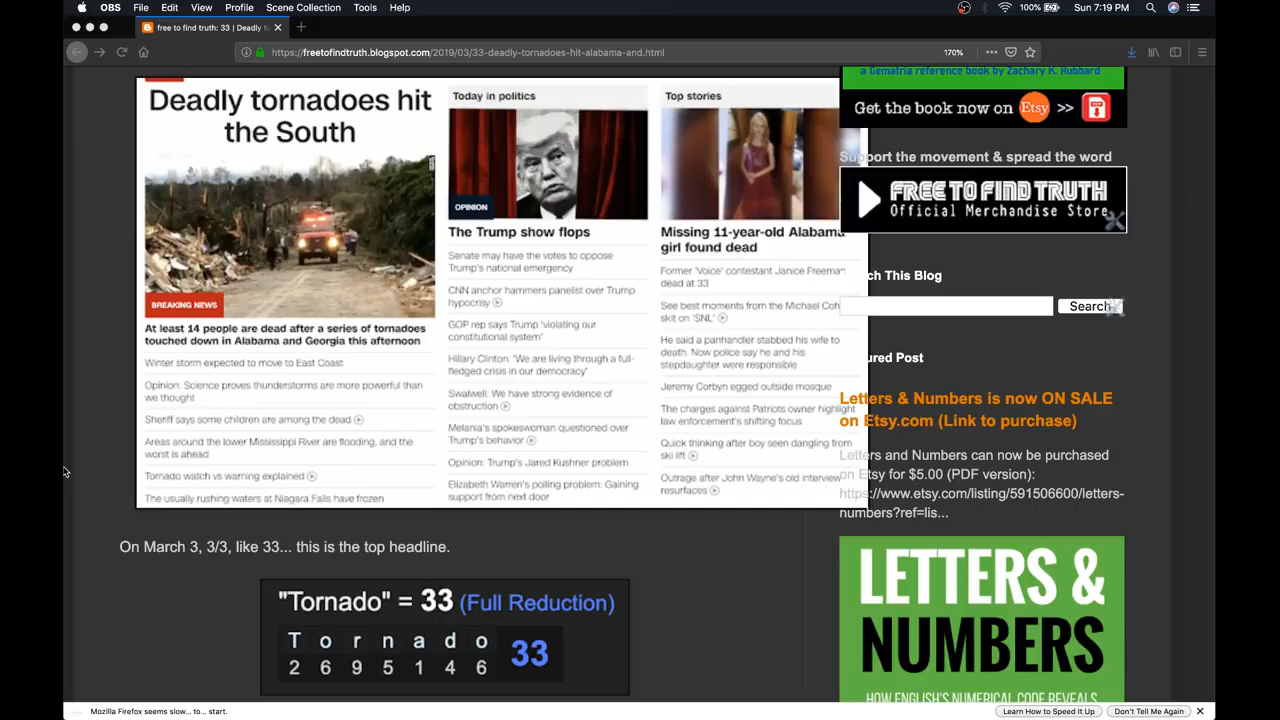 OBS File Edit View Profile Scene Collection Tools Help
100% Sun 7:19 PM
free to find truth: 33 | Deadly t
https://freetofindtruth.blogspot.com/2019/03/33-deadly-tornadoes-hit-alabama-and.html
170%
Deadly tornadoes hit
the South
BREAKING NEWS
At least 14 people are dead after a series of tornadoes
touched down in Alabama and Georgia this afternoon
Winter storm expected to move to East Coast
Opinion: Science proves thunderstorms are more powerful than
we thought
Sheriff says some children are among the dead
Areas around the lower Mississippi River are flooding, and the
worst is ahead
Tornado watch vs warning explained
The usually rushing waters at Niagara Falls have frozen
Today in politics
OPINION
The Trump show flops
Senate may have the votes to oppose
Trump's national emergency
CNN anchor hammers panelist over Trump
hypocrisy
GOP rep says Trump 'violating our
constitutional system'
Hillary Clinton: 'We are living through a full-
fledged crisis in our democracy'
Swalwell: We have strong evidence of
obstruction
Melania's spokeswoman questioned over
Trump's behavior
Opinion: Trump's Jared Kushner problem
Elizabeth Warren's polling problem: Gaining
support from next door
Top stories
Missing 11-year-old Alabama
girl found dead
Former 'Voice' contestant Janice Freeman
dead at 33
See best moments from the Michael Coh
skit on 'SNL'
He said a panhandler stabbed his wife to
death. Now police say he and his
stepdaughter were responsible
Jeremy Corbyn egged outside mosque
The charges against Patriots owner highlight
law enforcement's shifting focus
Quick thinking after boy seen dangling from
ski lift
Outrage after John Wayne's old interview
resurfaces
On March 3, 3/3, like 33... this is the top headline.
"Tornado" = 33 (Full Reduction)
T o r n a d o 33
2 6 9 5 1 4 6
a Gematria reference book by Zachary K. Hubbard
Get the book now on Etsy >>
Support the movement & spread the word
FREE TO FIND TRUTH
Official Merchandise Store
ch This Blog
Search
ured Post
Letters & Numbers is now ON SALE
on Etsy.com (Link to purchase)
Letters and Numbers can now be purchased
on Etsy for $5.00 (PDF version):
https://www.etsy.com/listing/591506600/letters-
numbers?ref=lis...
LETTERS &
NUMBERS
HOW ENGLISH'S NUMERICAL CODE REVEALS
Mozilla Firefox seems slow... to... start.
Learn How to Speed It Up
Don't Tell Me Again